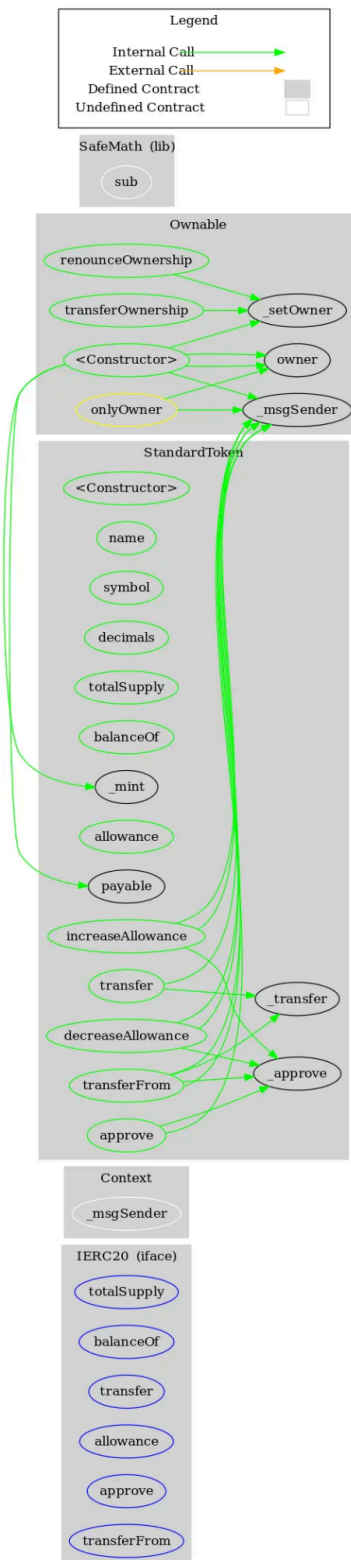 Legend
Internal Call
External Call
Defined Contract
Undefined Contract
SafeMath (lib)
sub
Ownable
renounceOwnership
_setOwner
transferOwnership
<Constructor>
owner
onlyOwner
_msgSender
StandardToken
<Constructor>
name
symbol
decimals
totalSupply
balanceOf
_mint
allowance
payable
increaseAllowance
transfer
_transfer
decreaseAllowance
_approve
transferFrom
approve
Context
_msgSender
IERC20 (iface)
totalSupply
balanceOf
transfer
allowance
approve
transferFrom